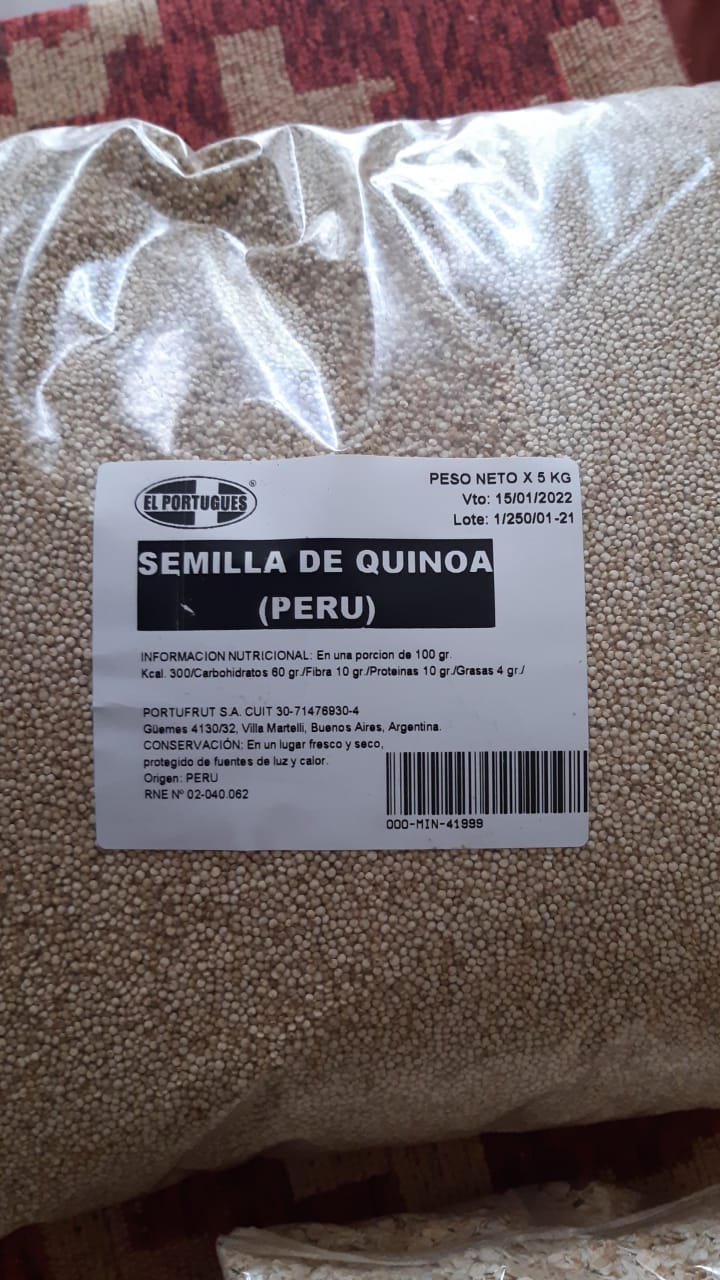 EL PORTUGUES®
PESO NETO X 5 KG
Vto: 15/01/2022
Lote: 1/250/01-21
SEMILLA DE QUINOA
(PERU)
INFORMACION NUTRICIONAL: En una porcion de 100 gr.
Kcal. 300/Carbohidratos 60 gr./Fibra 10 gr./Proteinas 10 gr./Grasas 4 gr./
PORTUFRUT S.A. CUIT 30-71476930-4
Güemes 4130/32, Villa Martelli, Buenos Aires, Argentina.
CONSERVACIÓN: En un lugar fresco y seco,
protegido de fuentes de luz y calor.
Origen: PERU
RNE Nº 02-040.062
000-MIN-41999